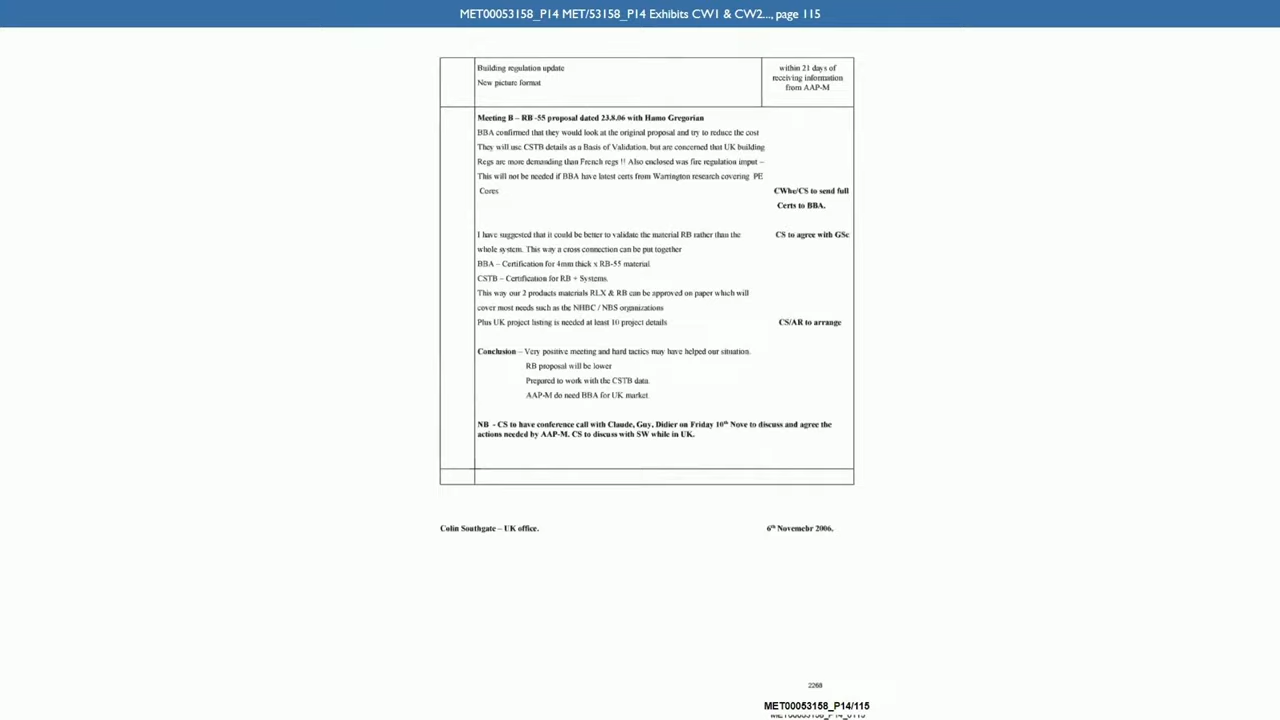 MET00053158_P14 MET/53158_P14 Exhibits CW1 & CW2..., page 115
Building regulation update
New picture format
within 21 days of
receiving information
from AAP-M
Meeting B – RB -55 proposal dated 23.8.06 with Hamo Gregorian
BBA confirmed that they would look at the original proposal and try to reduce the cost
They will use CSTB details as a Basis of Validation, but are concerned that UK building
Regs are more demanding than French regs !! Also enclosed was fire regulation imput –
This will not be needed if BBA have latest certs from Warrington research covering PE
Cores
CWhe/CS to send full
Certs to BBA.
I have suggested that it could be better to validate the material RB rather than the
CS to agree with GSc
whole system. This way a cross connection can be put together
BBA – Certification for 4mm thick x RB-55 material
CSTB – Certification for RB + Systems.
This way our 2 products materials RLX & RB can be approved on paper which will
cover most needs such as the NHBC / NBS organizations
Plus UK project listing is needed at least 10 project details
CS/AR to arrange
Conclusion – Very positive meeting and hard tactics may have helped our situation.
RB proposal will be lower
Prepared to work with the CSTB data.
AAP-M do need BBA for UK market.
NB - CS to have conference call with Claude, Guy, Didier on Friday 10th Nove to discuss and agree the
actions needed by AAP-M. CS to discuss with SW while in UK.
Colin Southgate – UK office.
6th Novemehr 2006.
2268
MET00053158_P14/115
MET00053158_P14_0115